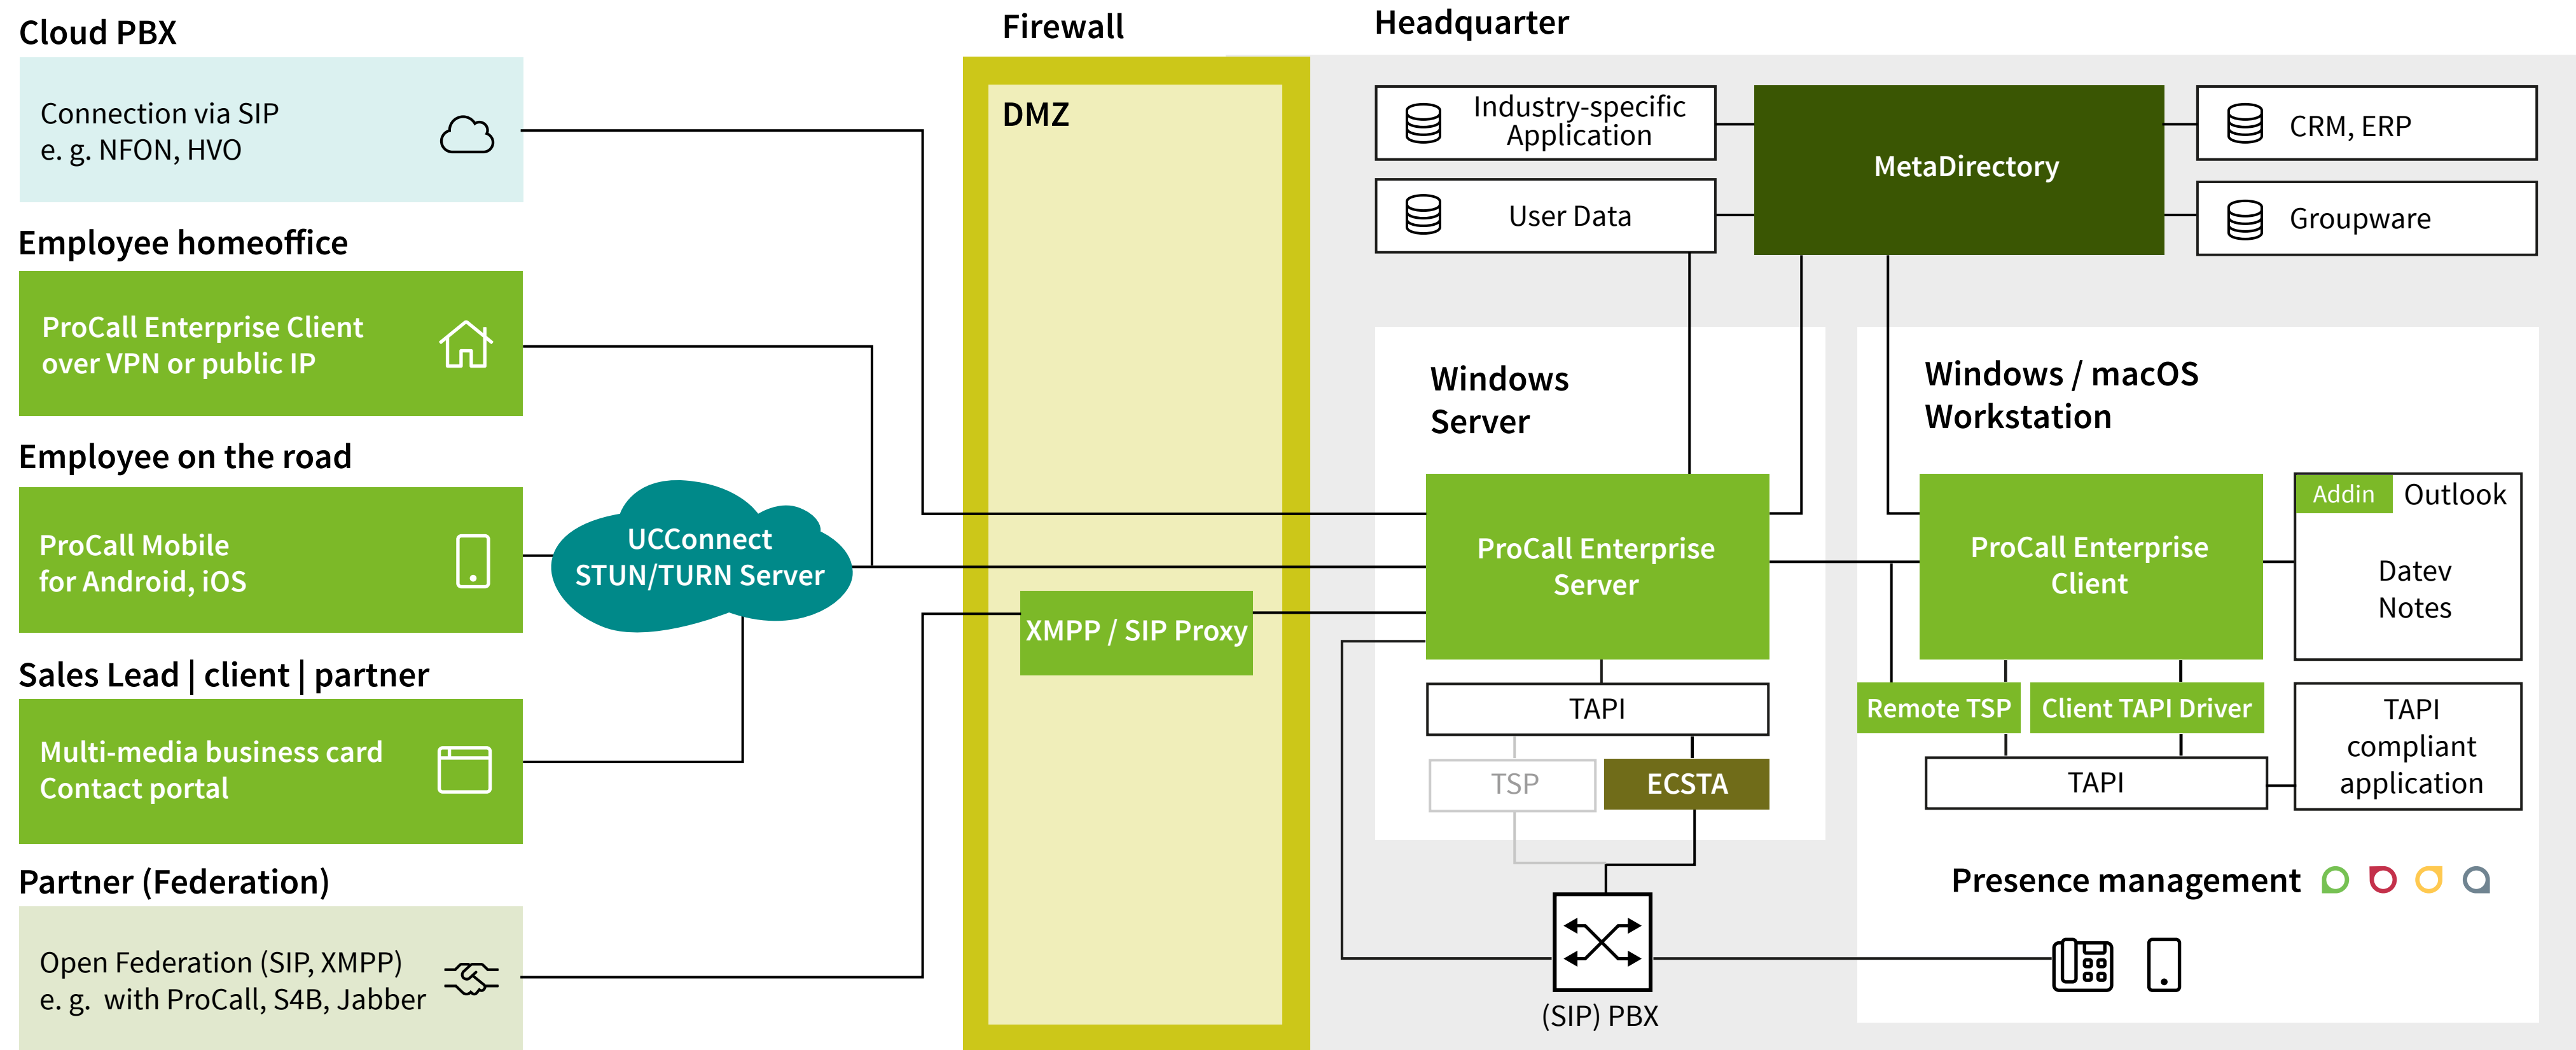 Cloud PBX
Connection via SIP
e. g. NFON, HVO
Employee homeoffice
ProCall Enterprise Client
over VPN or public IP
Employee on the road
ProCall Mobile
for Android, iOS
UCConnect
STUN/TURN Server
Sales Lead | client | partner
Multi-media business card
Contact portal
Partner (Federation)
Open Federation (SIP, XMPP)
e. g.  with ProCall, S4B, Jabber
Firewall
DMZ
XMPP / SIP Proxy
Headquarter
Industry-specific
Application
User Data
MetaDirectory
CRM, ERP
Groupware
Windows
Server
ProCall Enterprise
Server
TAPI
TSP
ECSTA
(SIP) PBX
Windows / macOS
Workstation
ProCall Enterprise
Client
Addin
Outlook
Datev
Notes
Remote TSP
Client TAPI Driver
TAPI
TAPI
compliant
application
Presence management